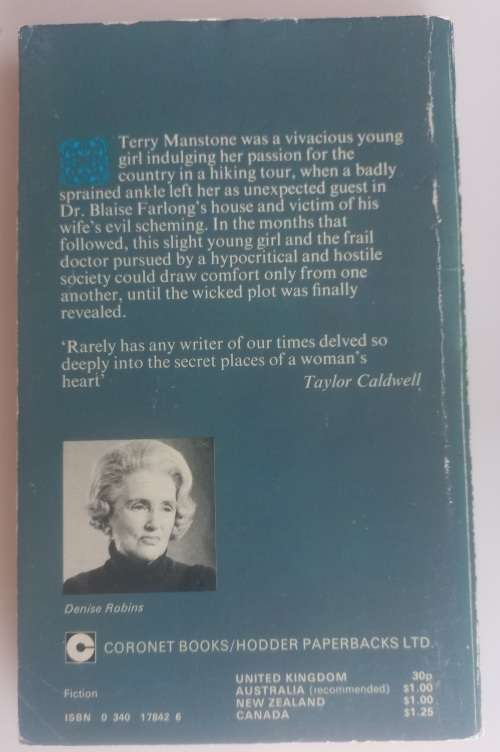 Terry Manstone was a vivacious young
girl indulging her passion for the
country in a hiking tour, when a badly
sprained ankle left her as unexpected guest in
Dr. Blaise Farlong's house and victim of his
wife's evil scheming. In the months that
followed, this slight young girl and the frail
doctor pursued by a hypocritical and hostile
society could draw comfort only from one
another, until the wicked plot was finally
revealed.
‘Rarely has any writer of our times delved so
deeply into the secret places of a woman's
heart’ Taylor Caldwell
Denise Robins
CORONET BOOKS/HODDER PAPERBACKS LTD.
UNITED KINGDOM 30p
AUSTRALIA (recommended) $1.00
Fiction NEW ZEALAND $1.00
ISBN 0 340 17842 6 CANADA $1.25